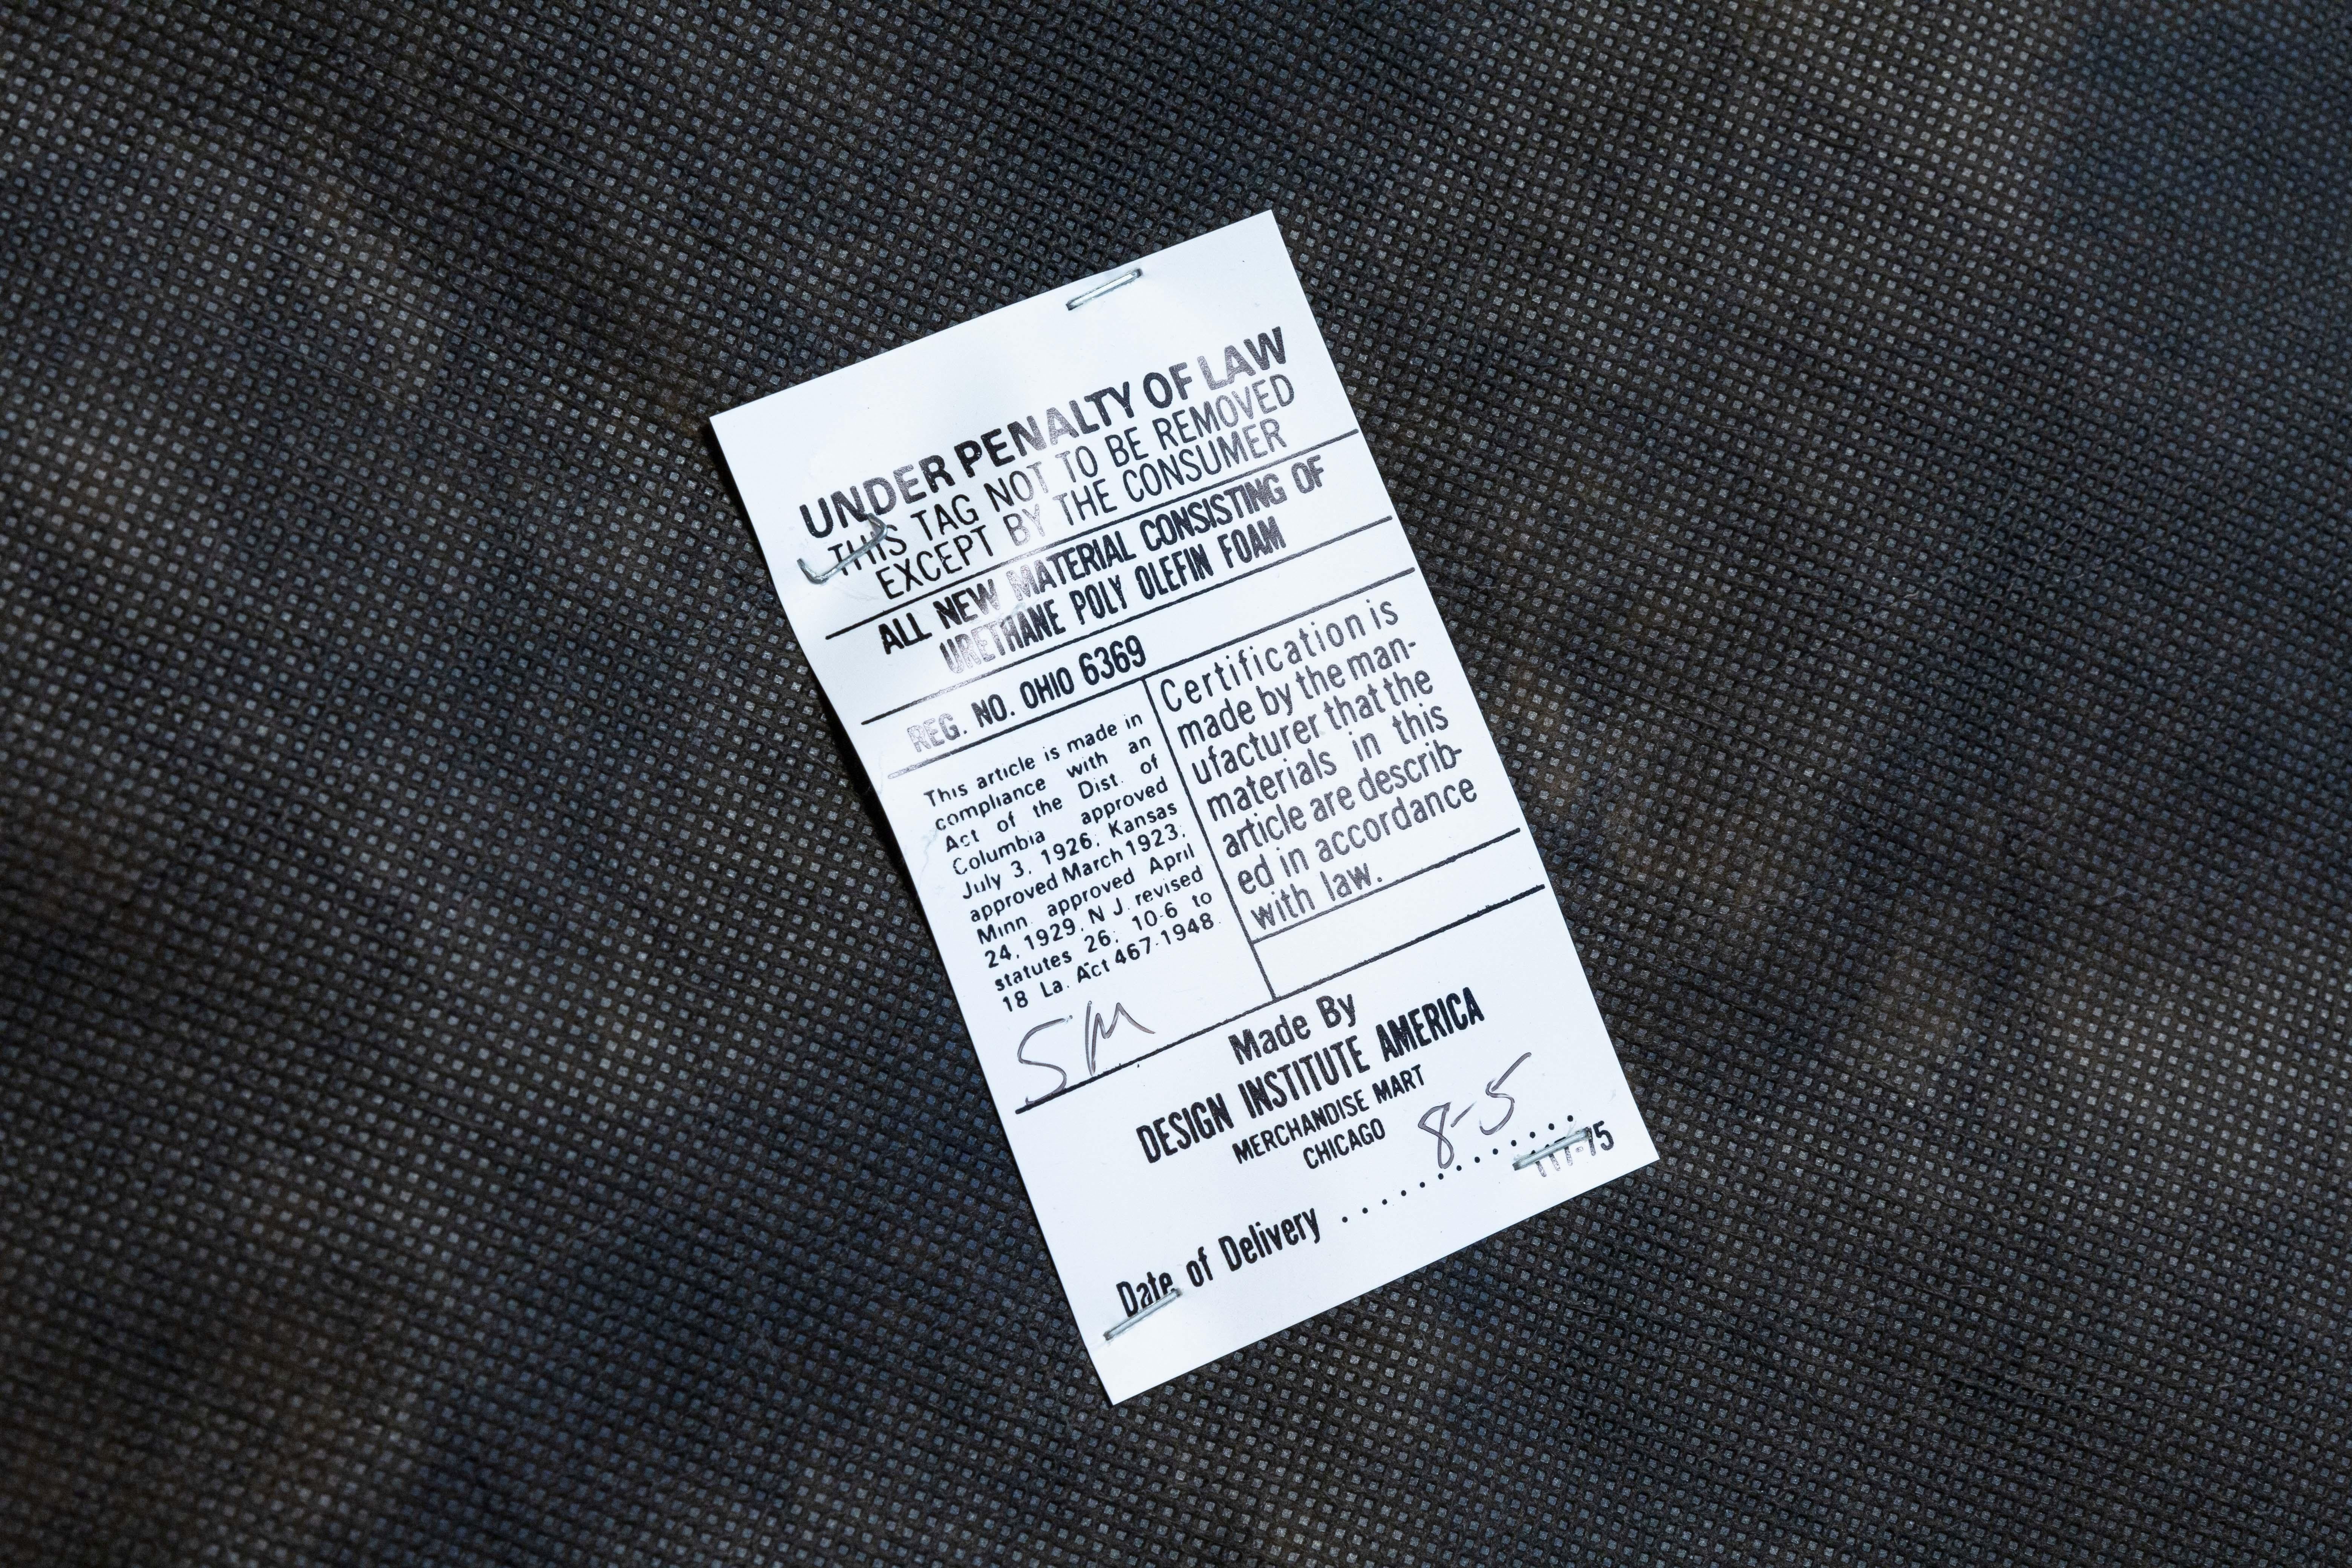 UNDER PENALTY OF LAW
THIS TAG NOT TO BE REMOVED
EXCEPT BY THE CONSUMER
ALL NEW MATERIAL CONSISTING OF
URETHANE POLY OLEFIN FOAM
REG. NO. OHIO 6369
This article is made in
compliance with an
Act of the Dist. of
Columbia approved
July 3, 1926; Kansas
approved March 1923;
Minn. approved April
24, 1929, N J. revised
statutes 26; 10-6 to
18 La. Act 467-1948.
SM
Certification is
made by the man-
ufacturer that the
materials in this
article are describ-
ed in accordance
with law.
Made By
DESIGN INSTITUTE AMERICA
MERCHANDISE MART
CHICAGO
Date of Delivery .......... 8-5